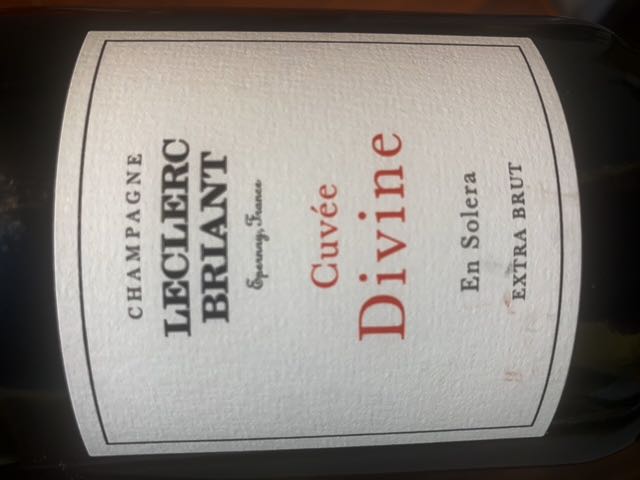 CHAMPAGNE
LECLERC
BRIANT
Epernay, France
Cuvée
Divine
En Solera
EXTRA BRUT